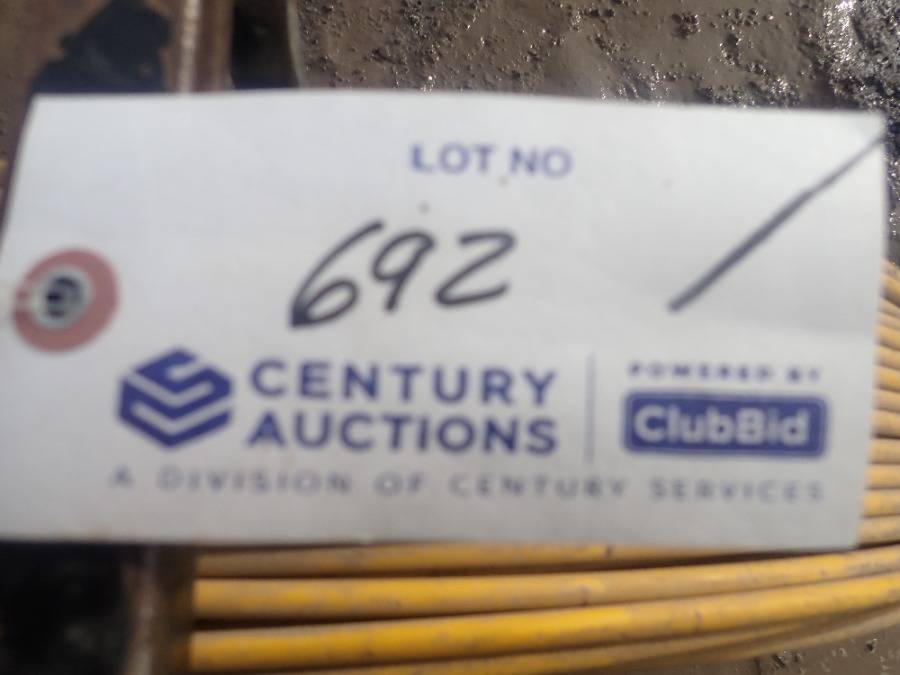 LOT NO
692 /
CENTURY
AUCTIONS
POWERED BY
ClubBid
A DIVISION OF CENTURY SERVICES